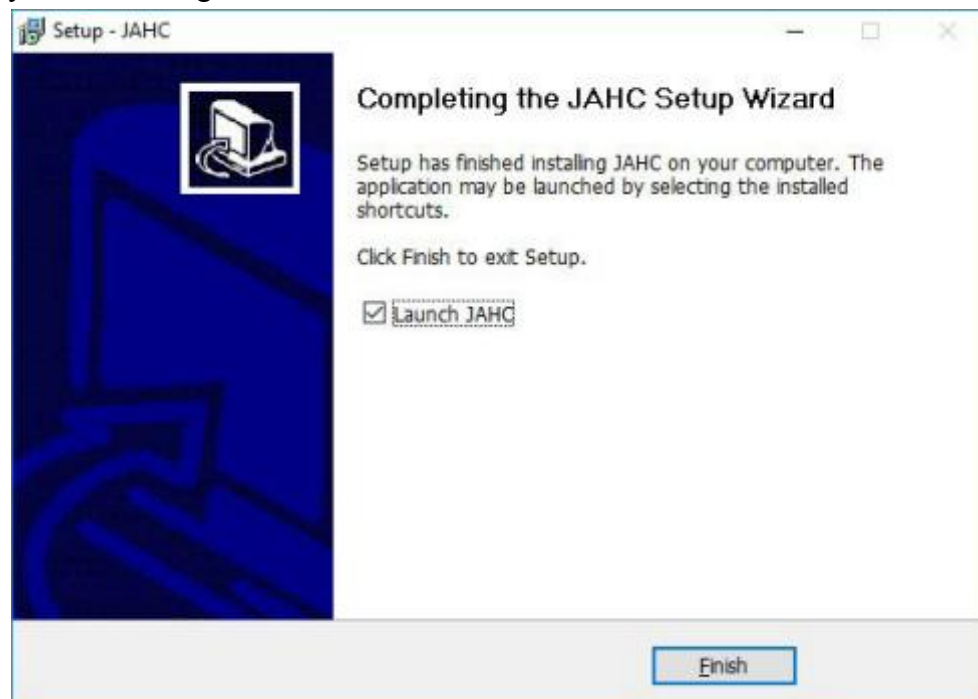 Setup - JAHC
Completing the JAHC Setup Wizard
Setup has finished installing JAHC on your computer. The
application may be launched by selecting the installed
shortcuts.
Click Finish to exit Setup.
Launch JAHC
Finish